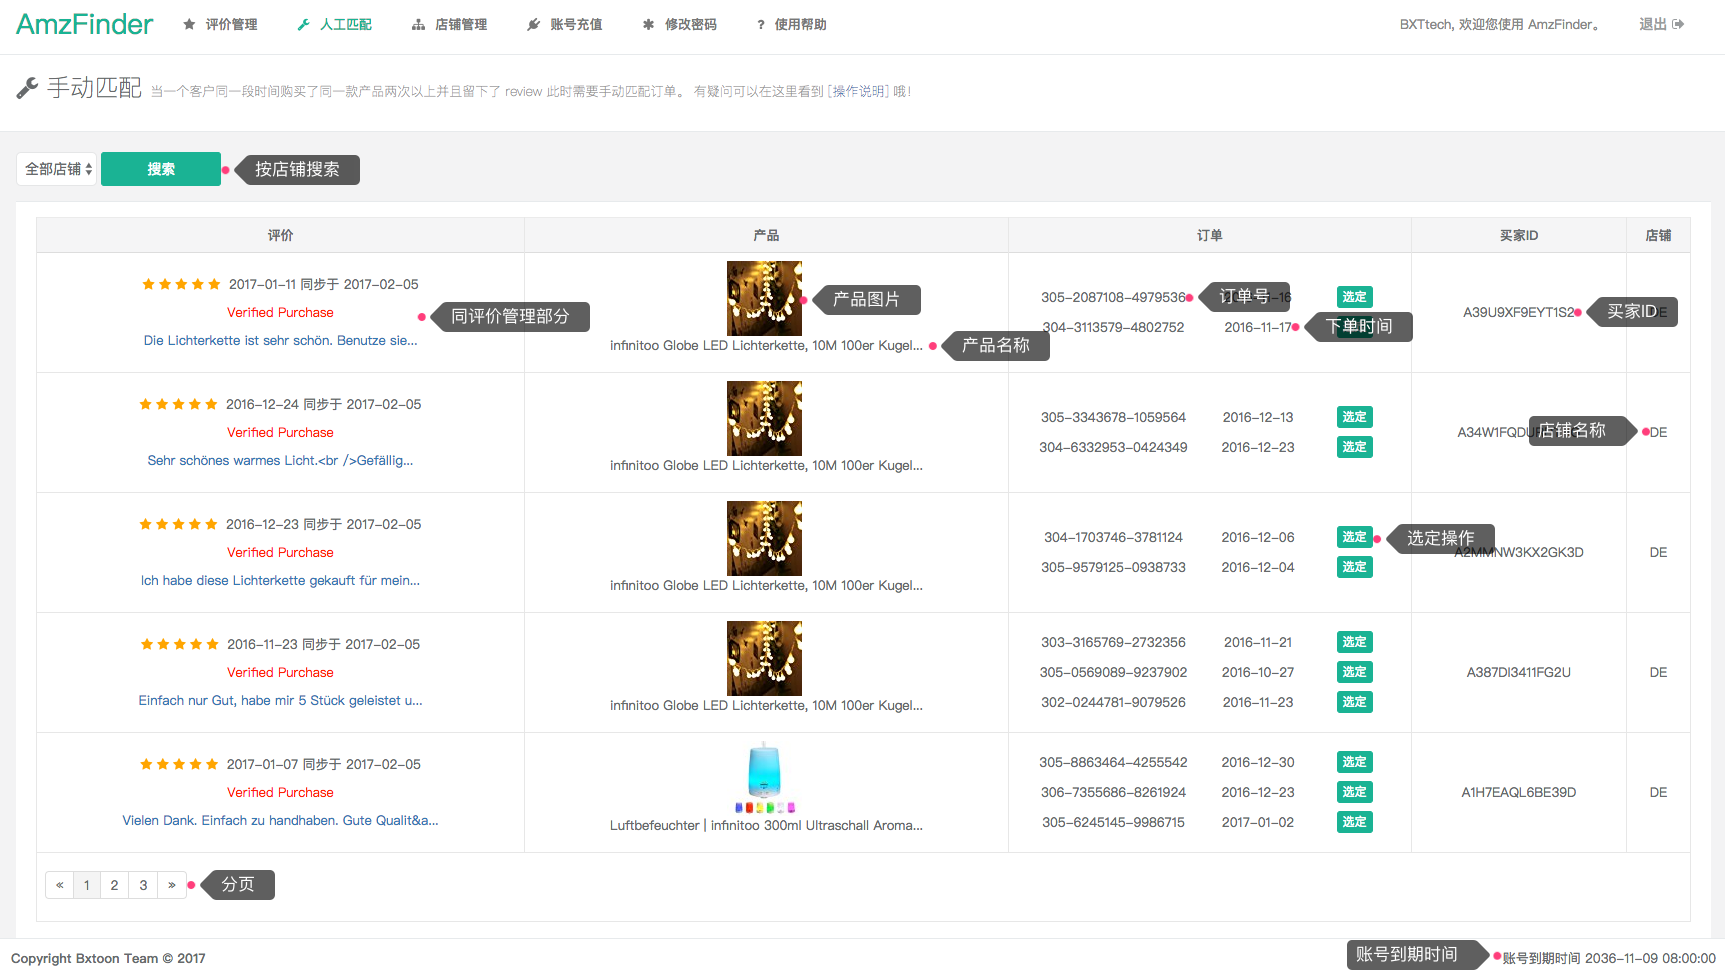 AmzFinder 评价管理 人工匹配 店铺管理 账号充值 修改密码 ? 使用帮助 BXTtech, 欢迎您使用 AmzFinder。 退出
手动匹配 当一个客户同一段时间购买了同一款产品两次以上并且留下了 review 此时需要手动匹配订单。 有疑问可以在这里看到 [操作说明] 哦!
全部店铺 搜索 按店铺搜索
评价 产品 订单 买家ID 店铺
2017-01-11 同步于 2017-02-05
Verified Purchase
同评价管理部分
Die Lichterkette ist sehr schön. Benutze sie...
产品图片
infinitoo Globe LED Lichterkette, 10M 100er Kugel...
产品名称
305-2087108-4979536 订单号 选定
304-3113579-4802752 2016-11-17 下单时间
A39U9XF9EYT1S2 买家ID
2016-12-24 同步于 2017-02-05
Verified Purchase
Sehr schönes warmes Licht.<br />Gefällig...
infinitoo Globe LED Lichterkette, 10M 100er Kugel...
305-3343678-1059564 2016-12-13 选定
304-6332953-0424349 2016-12-23 选定
店铺名称 DE
2016-12-23 同步于 2017-02-05
Verified Purchase
Ich habe diese Lichterkette gekauft für mein...
infinitoo Globe LED Lichterkette, 10M 100er Kugel...
304-1703746-3781124 2016-12-06 选定 选定操作
305-9579125-0938733 2016-12-04 选定
A2MMNW3KX2GK3D DE
2016-11-23 同步于 2017-02-05
Verified Purchase
Einfach nur Gut, habe mir 5 Stück geleistet u...
infinitoo Globe LED Lichterkette, 10M 100er Kugel...
303-3165769-2732356 2016-11-21 选定
305-0569089-9237902 2016-10-27 选定
302-0244781-9079526 2016-11-23 选定
A387DI3411FG2U DE
2017-01-07 同步于 2017-02-05
Verified Purchase
Vielen Dank. Einfach zu handhaben. Gute Qualit&a...
Luftbefeuchter | infinitoo 300ml Ultraschall Aroma...
305-8863464-4255542 2016-12-30 选定
306-7355686-8261924 2016-12-23 选定
305-6245145-9986715 2017-01-02 选定
A1H7EAQL6BE39D DE
« 1 2 3 » 分页
Copyright Bxtoon Team © 2017 账号到期时间 账号到期时间 2036-11-09 08:00:00